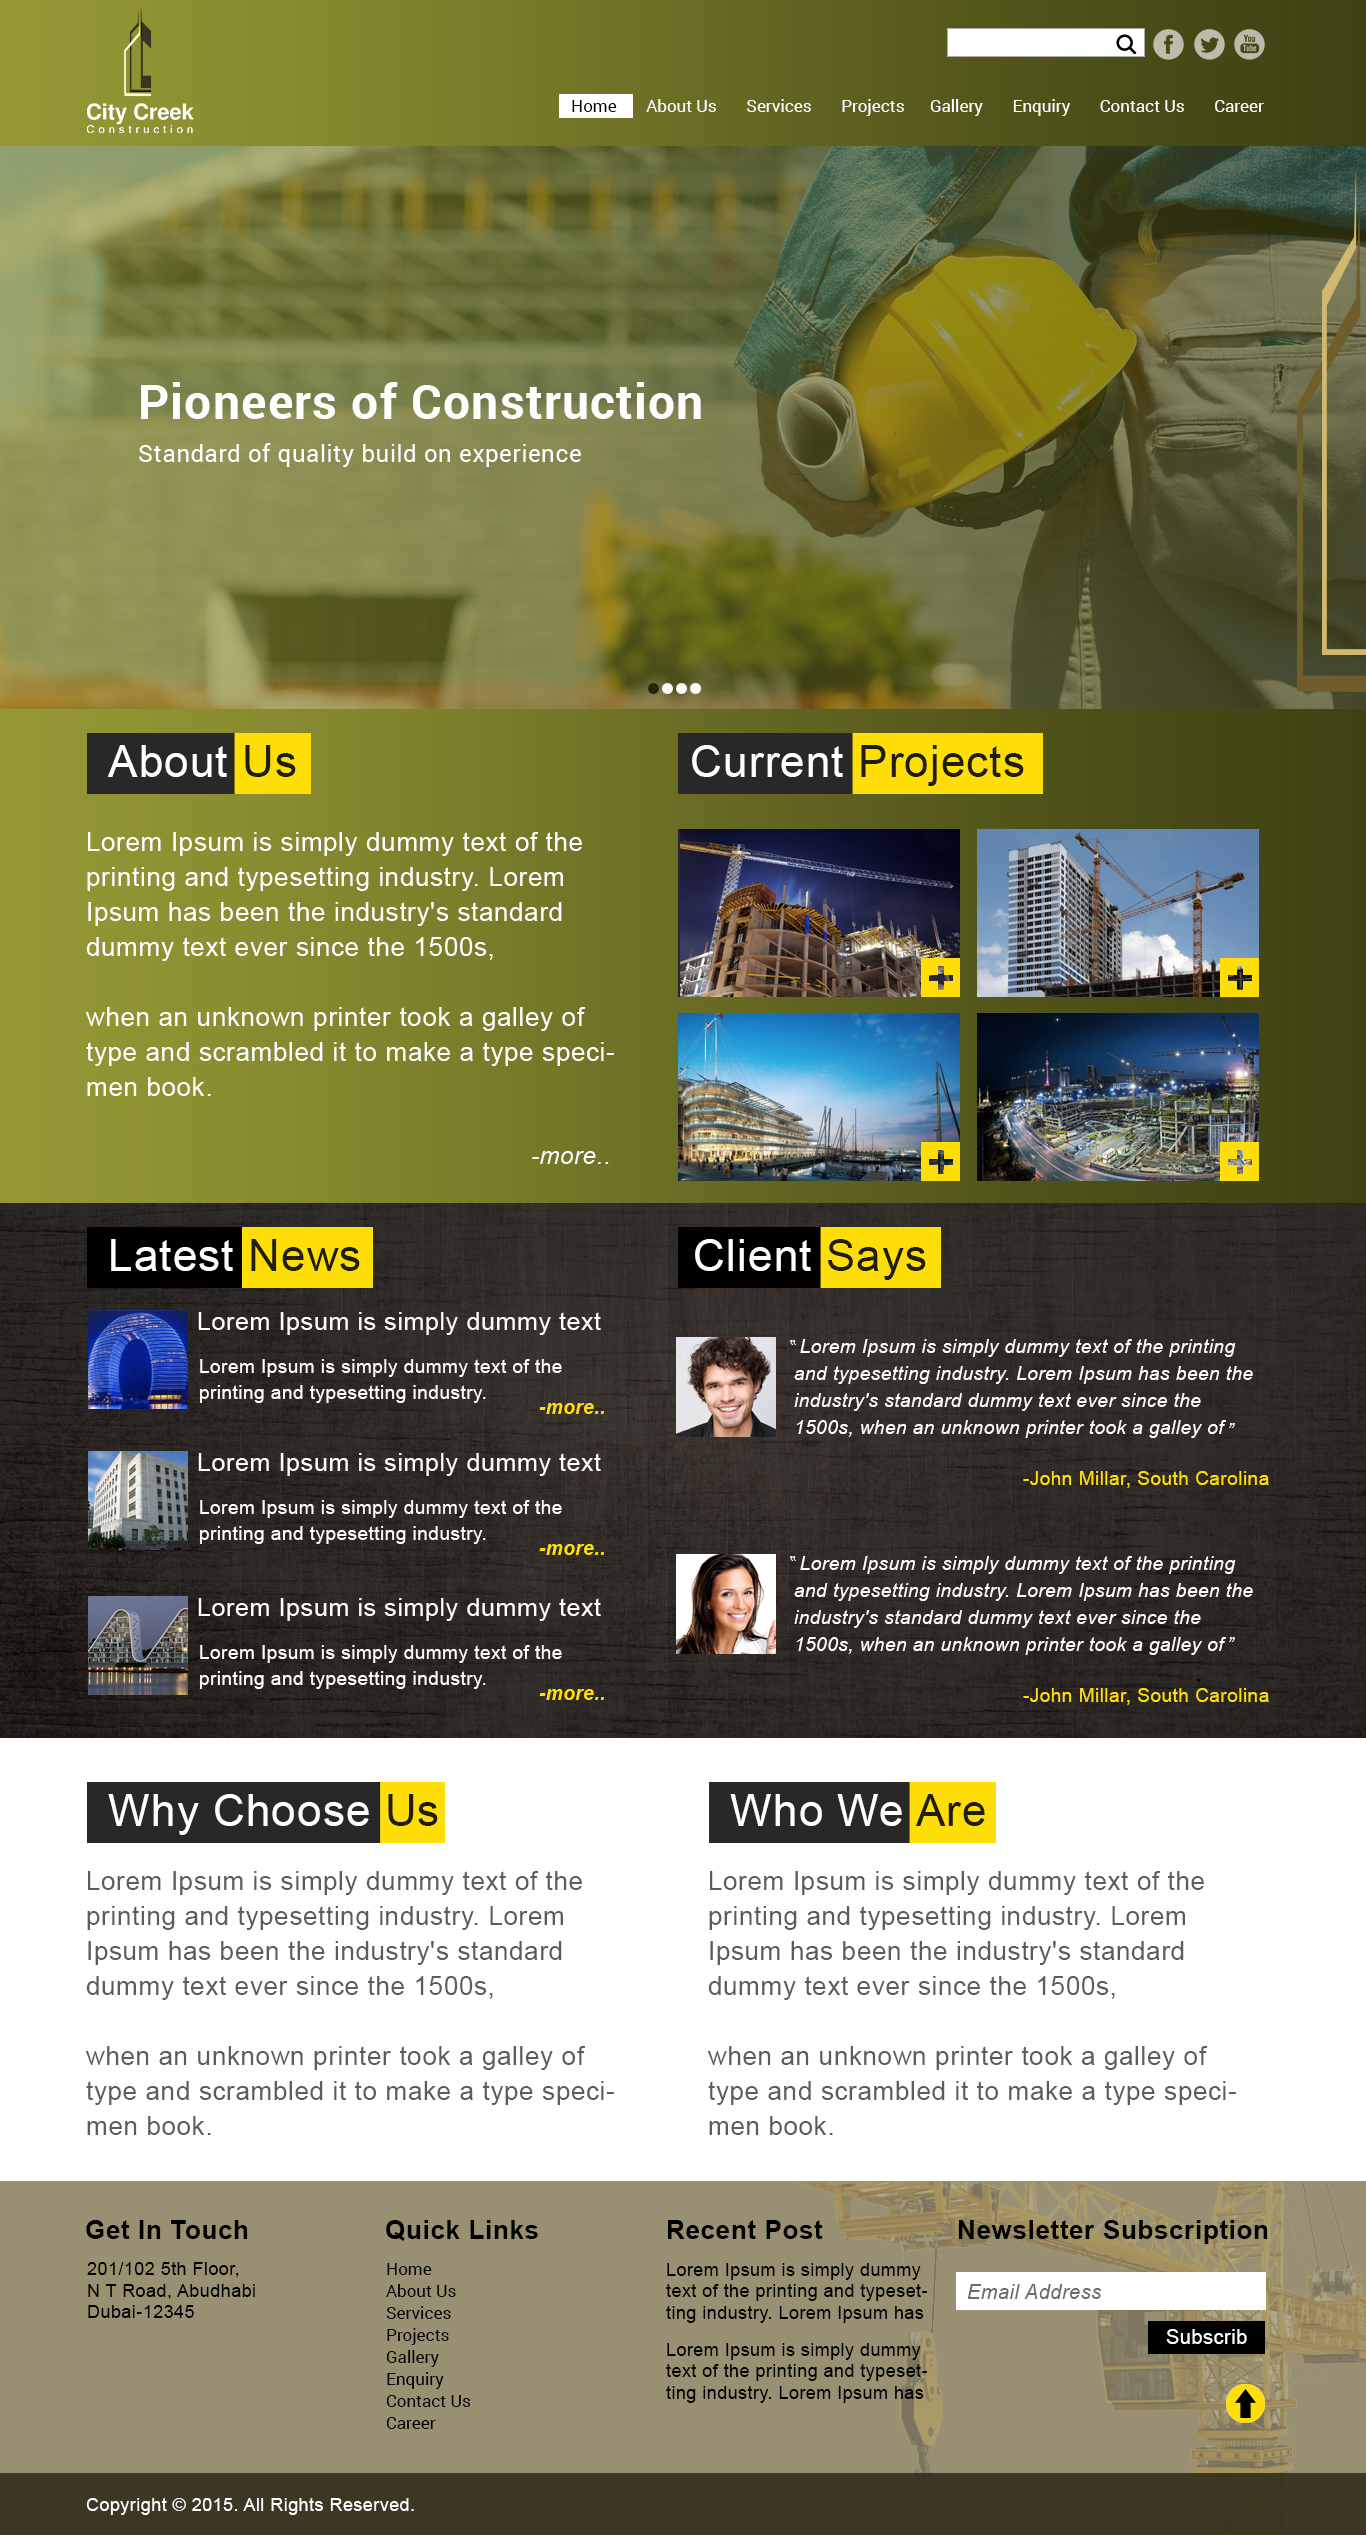 City Creek
Construction
You
Tube
Home About Us Services Projects Gallery Enquiry Contact Us Career
Pioneers of Construction
Standard of quality build on experience
About Us
Lorem Ipsum is simply dummy text of the
printing and typesetting industry. Lorem
Ipsum has been the industry's standard
dummy text ever since the 1500s,
when an unknown printer took a galley of
type and scrambled it to make a type speci-
men book.
-more..
Current Projects
Latest News
Lorem Ipsum is simply dummy text
Lorem Ipsum is simply dummy text of the
printing and typesetting industry.
-more..
Lorem Ipsum is simply dummy text
Lorem Ipsum is simply dummy text of the
printing and typesetting industry.
-more..
Lorem Ipsum is simply dummy text
Lorem Ipsum is simply dummy text of the
printing and typesetting industry.
-more..
Client Says
‟ Lorem Ipsum is simply dummy text of the printing
and typesetting industry. Lorem Ipsum has been the
industry's standard dummy text ever since the
1500s, when an unknown printer took a galley of ”
-John Millar, South Carolina
‟ Lorem Ipsum is simply dummy text of the printing
and typesetting industry. Lorem Ipsum has been the
industry's standard dummy text ever since the
1500s, when an unknown printer took a galley of ”
-John Millar, South Carolina
Why Choose Us
Lorem Ipsum is simply dummy text of the
printing and typesetting industry. Lorem
Ipsum has been the industry's standard
dummy text ever since the 1500s,
when an unknown printer took a galley of
type and scrambled it to make a type speci-
men book.
Who We Are
Lorem Ipsum is simply dummy text of the
printing and typesetting industry. Lorem
Ipsum has been the industry's standard
dummy text ever since the 1500s,
when an unknown printer took a galley of
type and scrambled it to make a type speci-
men book.
Get In Touch
201/102 5th Floor,
N T Road, Abudhabi
Dubai-12345
Quick Links
Home
About Us
Services
Projects
Gallery
Enquiry
Contact Us
Career
Recent Post
Lorem Ipsum is simply dummy
text of the printing and typeset-
ting industry. Lorem Ipsum has
Lorem Ipsum is simply dummy
text of the printing and typeset-
ting industry. Lorem Ipsum has
Newsletter Subscription
Email Address
Subscrib
Copyright © 2015. All Rights Reserved.